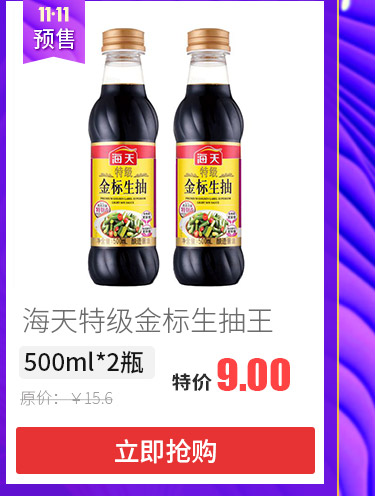 11·11
预售
海天
特级
金标生抽
500mL
海天
特级
金标生抽
500mL
海天特级金标生抽王
500ml*2瓶
特价 9.00
原价：￥15.6
立即抢购